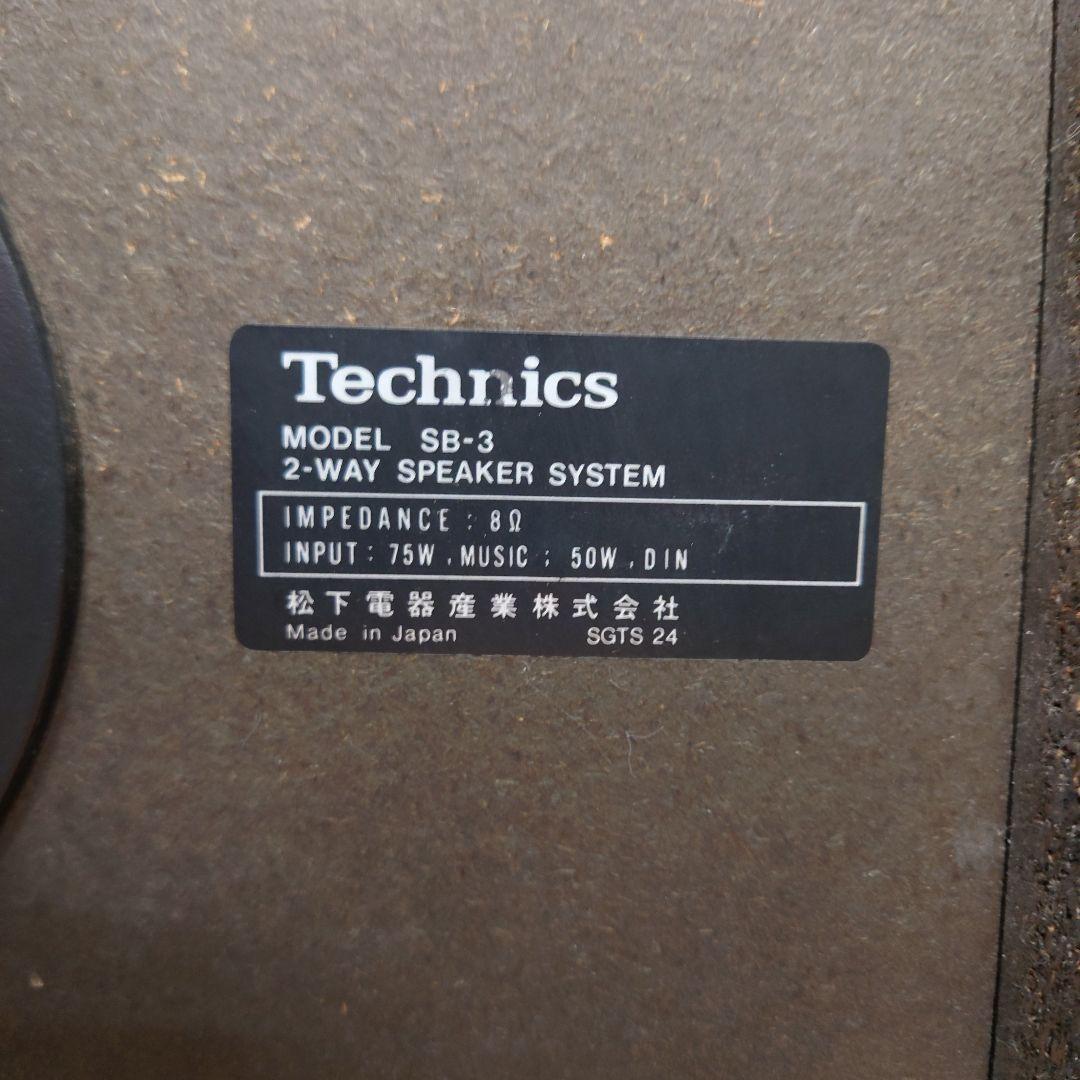 Technics
MODEL SB-3
2-WAY SPEAKER SYSTEM
IMPEDANCE : 8Ω
INPUT : 75W , MUSIC ; 50W , DIN
松下電器産業株式会社
Made in Japan SGTS 24